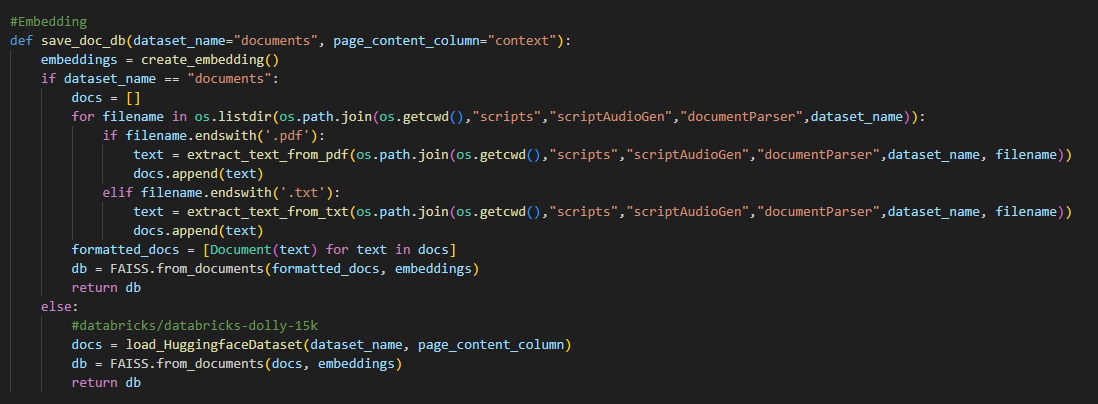 #Embedding
def save_doc_db(dataset_name="documents", page_content_column="context"):
    embeddings = create_embedding()
    if dataset_name == "documents":
        docs = []
        for filename in os.listdir(os.path.join(os.getcwd(),"scripts","scriptAudioGen","documentParser",dataset_name)):
            if filename.endswith('.pdf'):
                text = extract_text_from_pdf(os.path.join(os.getcwd(),"scripts","scriptAudioGen","documentParser",dataset_name, filename))
                docs.append(text)
            elif filename.endswith('.txt'):
                text = extract_text_from_txt(os.path.join(os.getcwd(),"scripts","scriptAudioGen","documentParser",dataset_name, filename))
                docs.append(text)
        formatted_docs = [Document(text) for text in docs]
        db = FAISS.from_documents(formatted_docs, embeddings)
        return db
    else:
        #databricks/databricks-dolly-15k
        docs = load_HuggingfaceDataset(dataset_name, page_content_column)
        db = FAISS.from_documents(docs, embeddings)
        return db